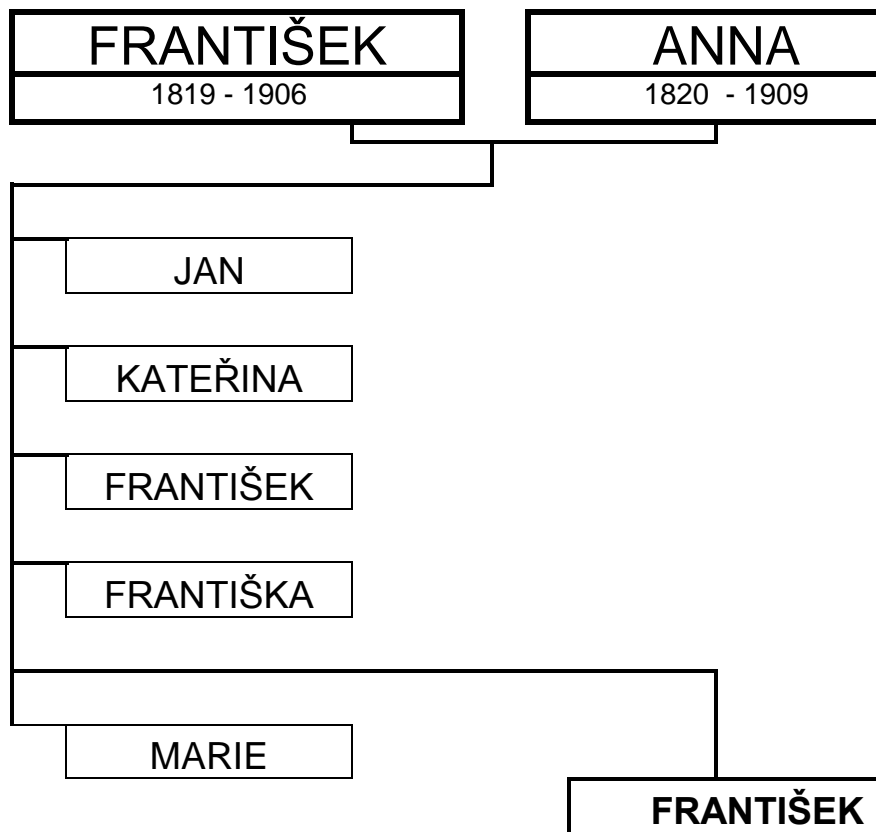 FRANTIŠEK
ANNA
1819 - 1906
1820 - 1909
JAN
KATEŘINA
FRANTIŠEK
FRANTIŠKA
MARIE
FRANTIŠEK